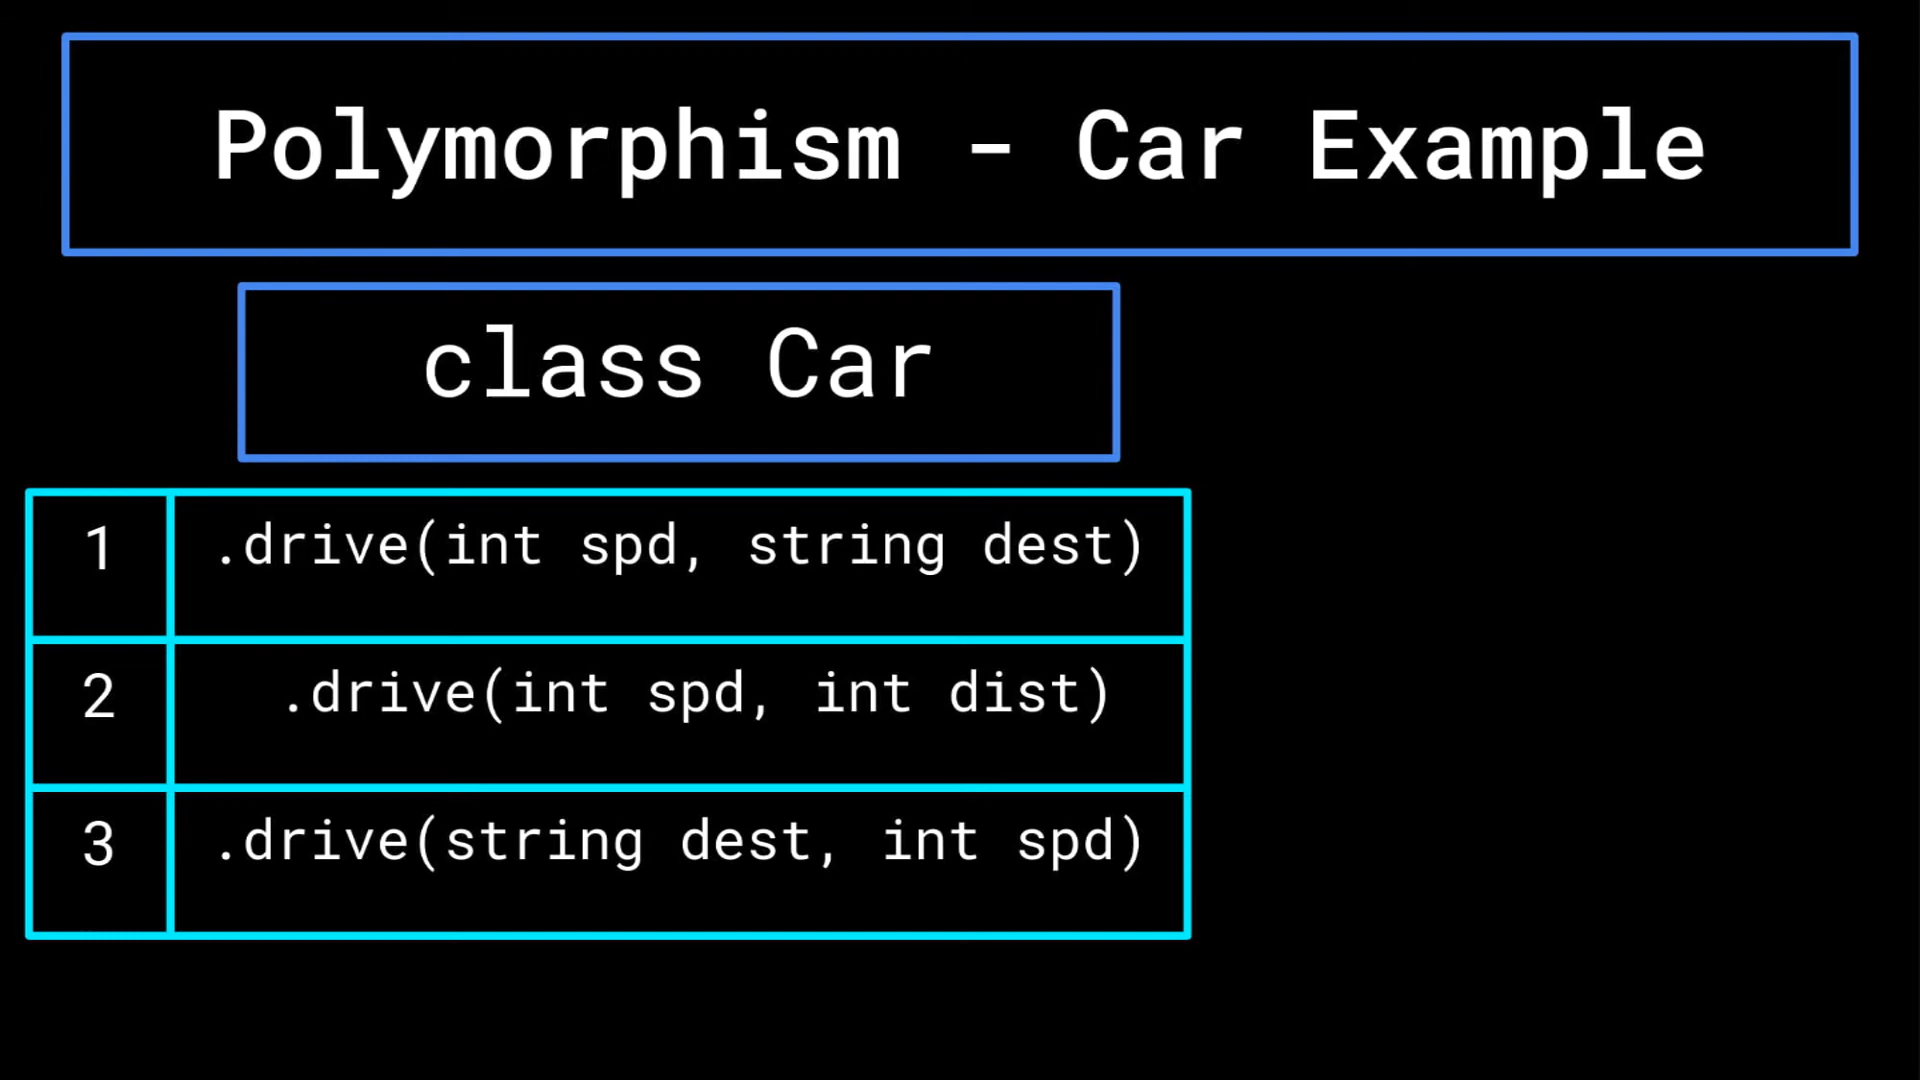 Polymorphism - Car Example
class Car
1 .drive(int spd, string dest)
2 .drive(int spd, int dist)
3 .drive(string dest, int spd)